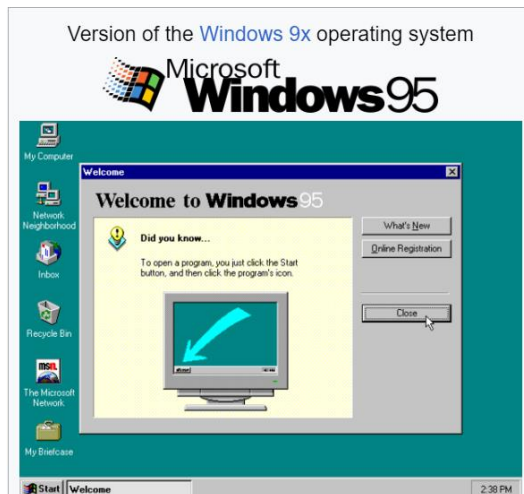 Version of the Windows 9x operating system
Microsoft
Windows95
My Computer
Welcome
Welcome to Windows95
Network
Neighborhood
What's New
Did you know...
Online Registration
To open a program, you just click the Start
button, and then click the program's icon.
Inbox
Close
Recycle Bin
msn.
The Microsoft
Network
My Briefcase
Start
Welcome
2:38 PM